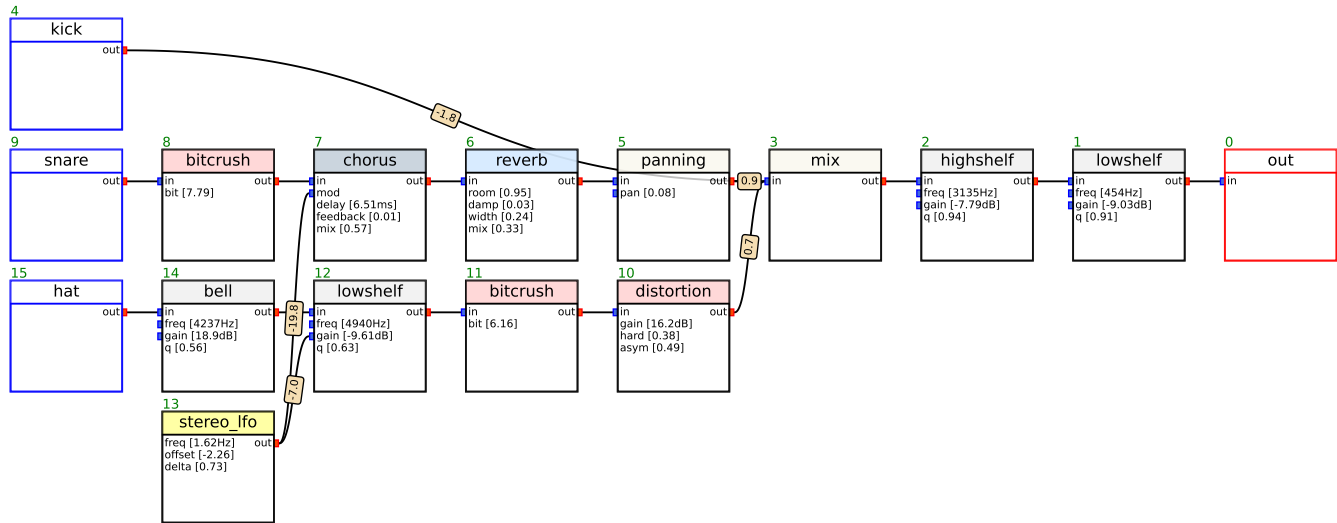 4
kick
out
-1.8
9
snare
out
8
bitcrush
in out
bit [7.79]
7
chorus
in out
mod
delay [6.51ms]
feedback [0.01]
mix [0.57]
6
reverb
in out
room [0.95]
damp [0.03]
width [0.24]
mix [0.33]
5
panning
in out
pan [0.08]
0.9
3
mix
in out
2
highshelf
in out
freq [3135Hz]
gain [-7.79dB]
q [0.94]
1
lowshelf
in out
freq [454Hz]
gain [-9.03dB]
q [0.91]
0
out
in
0.7
15
hat
out
14
bell
in out
freq [4237Hz]
gain [18.9dB]
q [0.56]
-19.8
12
lowshelf
in out
freq [4940Hz]
gain [-9.61dB]
q [0.63]
11
bitcrush
in out
bit [6.16]
10
distortion
in out
gain [16.2dB]
hard [0.38]
asym [0.49]
-7.0
13
stereo_lfo
freq [1.62Hz] out
offset [-2.26]
delta [0.73]